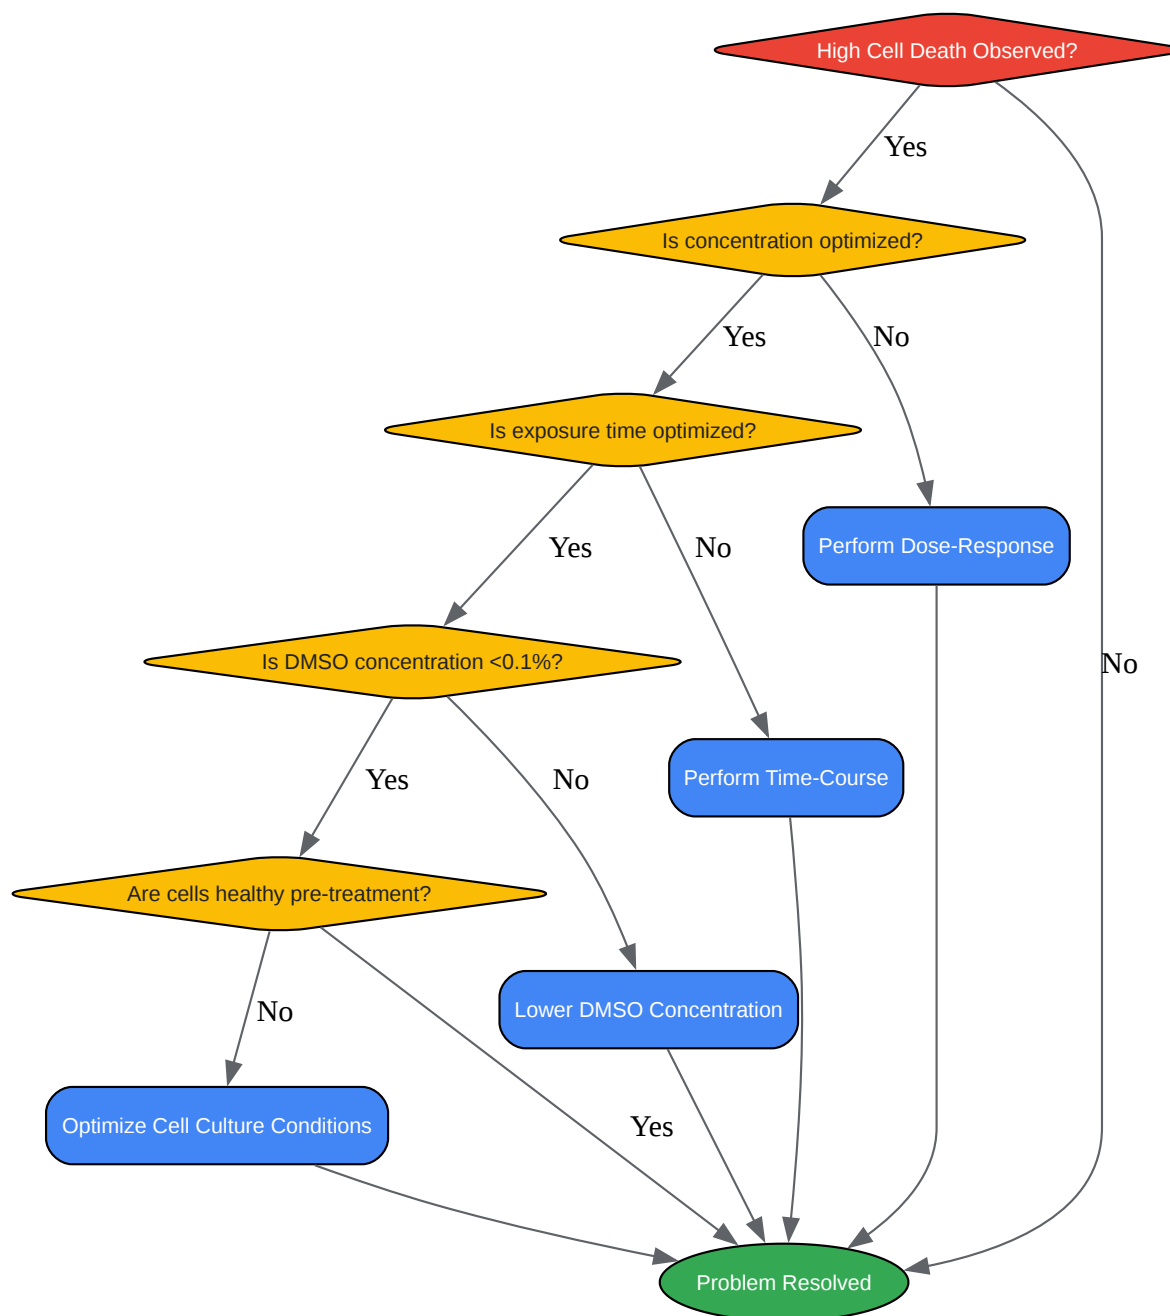 High Cell Death Observed?
Yes
Is concentration optimized?
Yes
No
Is exposure time optimized?
Perform Dose-Response
Yes
No
No
Is DMSO concentration <0.1%?
Perform Time-Course
Yes
No
Are cells healthy pre-treatment?
Lower DMSO Concentration
No
Optimize Cell Culture Conditions
Yes
Problem Resolved